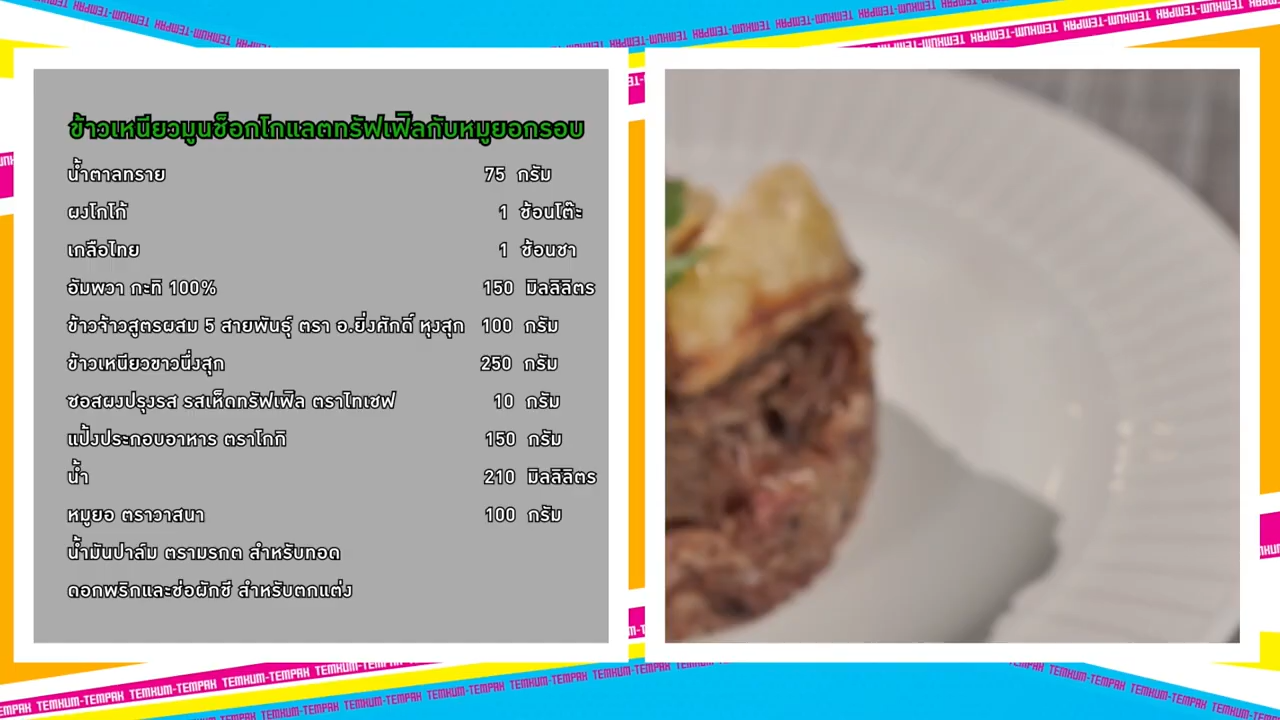 ข้าวเหนียวมูนช็อกโกแลตทรัฟเฟิลกับหมูยอกรอบ
น้ำตาลทราย 75 กรัม
ผงโกโก้ 1 ช้อนโต๊ะ
เกลือไทย 1 ช้อนชา
อัมพวา กะทิ 100% 150 มิลลิลิตร
ข้าวจ้าวสูตรผสม 5 สายพันธุ์ ตรา อ.ยิ่งศักดิ์ หุงสุก 100 กรัม
ข้าวเหนียวขาวนึ่งสุก 250 กรัม
ซอสผงปรุงรส รสเห็ดทรัฟเฟิล ตราไทเชฟ 10 กรัม
แป้งประกอบอาหาร ตราโกกิ 150 กรัม
น้ำ 210 มิลลิลิตร
หมูยอ ตราวาสนา 100 กรัม
น้ำมันปาล์ม ตรามรกต สำหรับทอด
ดอกพริกและช่อผักชี สำหรับตกแต่ง
TEMKUM-TEMPAK TEMKUM-TEMPAK TEMKUM-TEMPAK